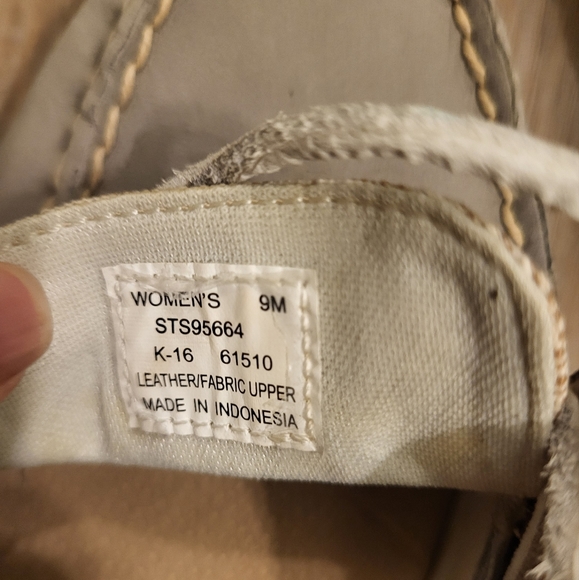 WOMEN'S 9M
STS95664
K-16 61510
LEATHER/FABRIC UPPER
MADE IN INDONESIA